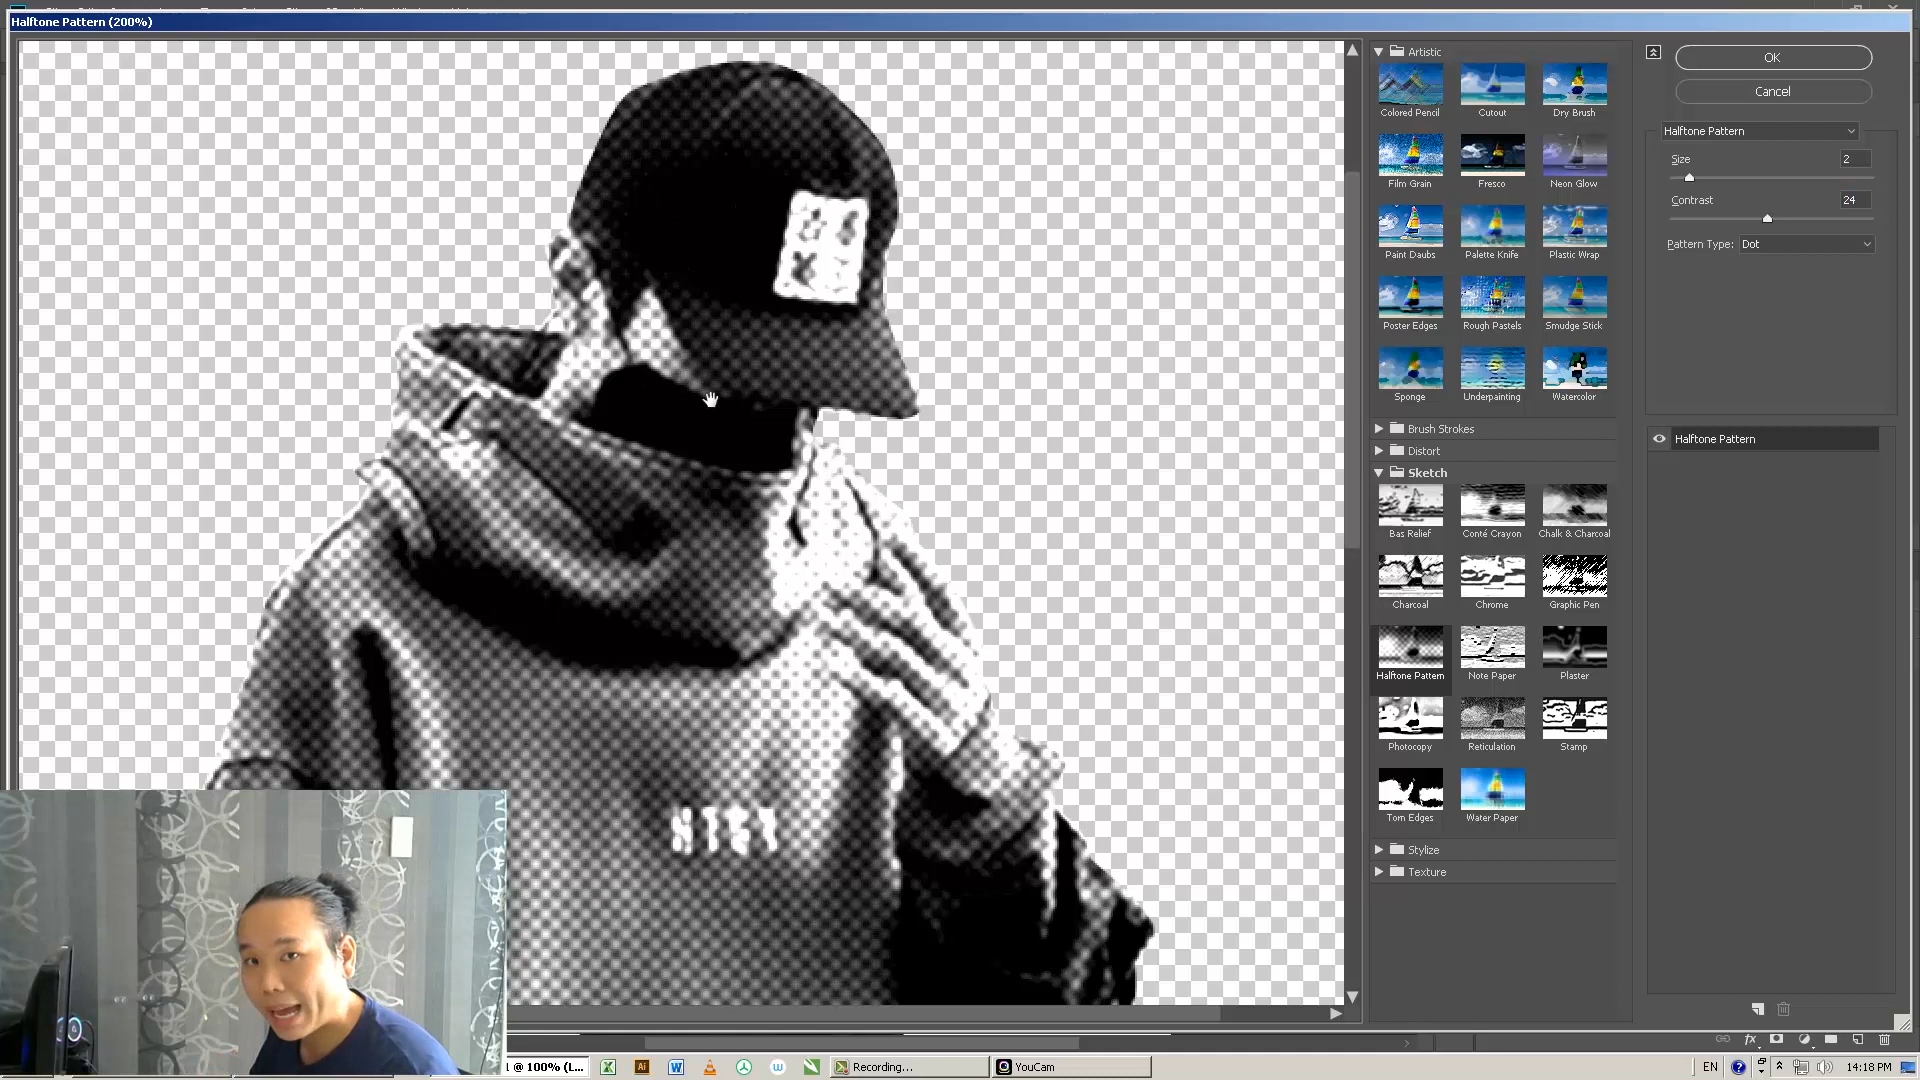 Halftone Pattern (200%)
Artistic
Colored Pencil
Cutout
Dry Brush
Film Grain
Fresco
Neon Glow
Paint Daubs
Palette Knife
Plastic Wrap
Poster Edges
Rough Pastels
Smudge Stick
Sponge
Underpainting
Watercolor
Brush Strokes
Distort
Sketch
Bas Relief
Conté Crayon
Chalk & Charcoal
Charcoal
Chrome
Graphic Pen
Halftone Pattern
Note Paper
Plaster
Photocopy
Reticulation
Stamp
Torn Edges
Water Paper
Stylize
Texture
OK
Cancel
Halftone Pattern
Size
2
Contrast
24
Pattern Type: Dot
Halftone Pattern
fx
@ 100% (L...
Ai
W
Recording...
YouCam
EN
14:18 PM